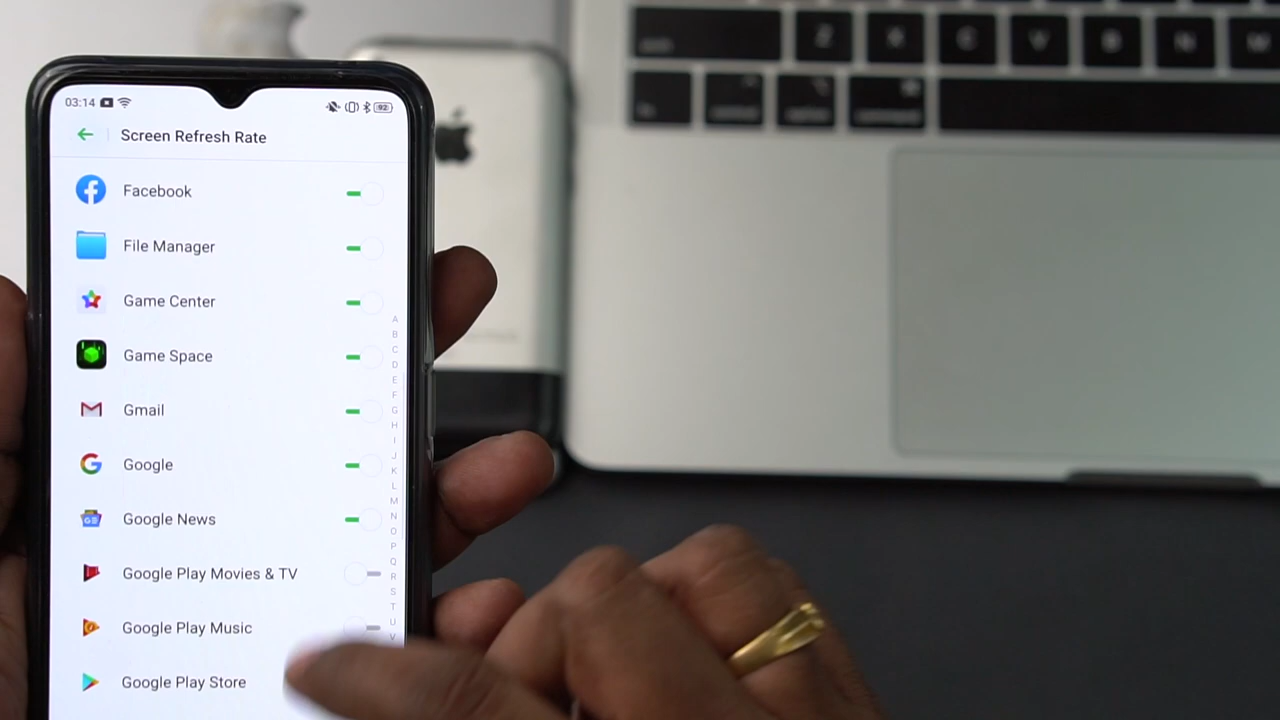 03:14
92
Screen Refresh Rate
Facebook
File Manager
Game Center
Game Space
Gmail
Google
Google News
Google Play Movies & TV
Google Play Music
Google Play Store
A
B
C
D
E
F
G
H
I
J
K
L
M
N
O
P
Q
R
S
T
U
V
Z
X
C
V
B
N
M